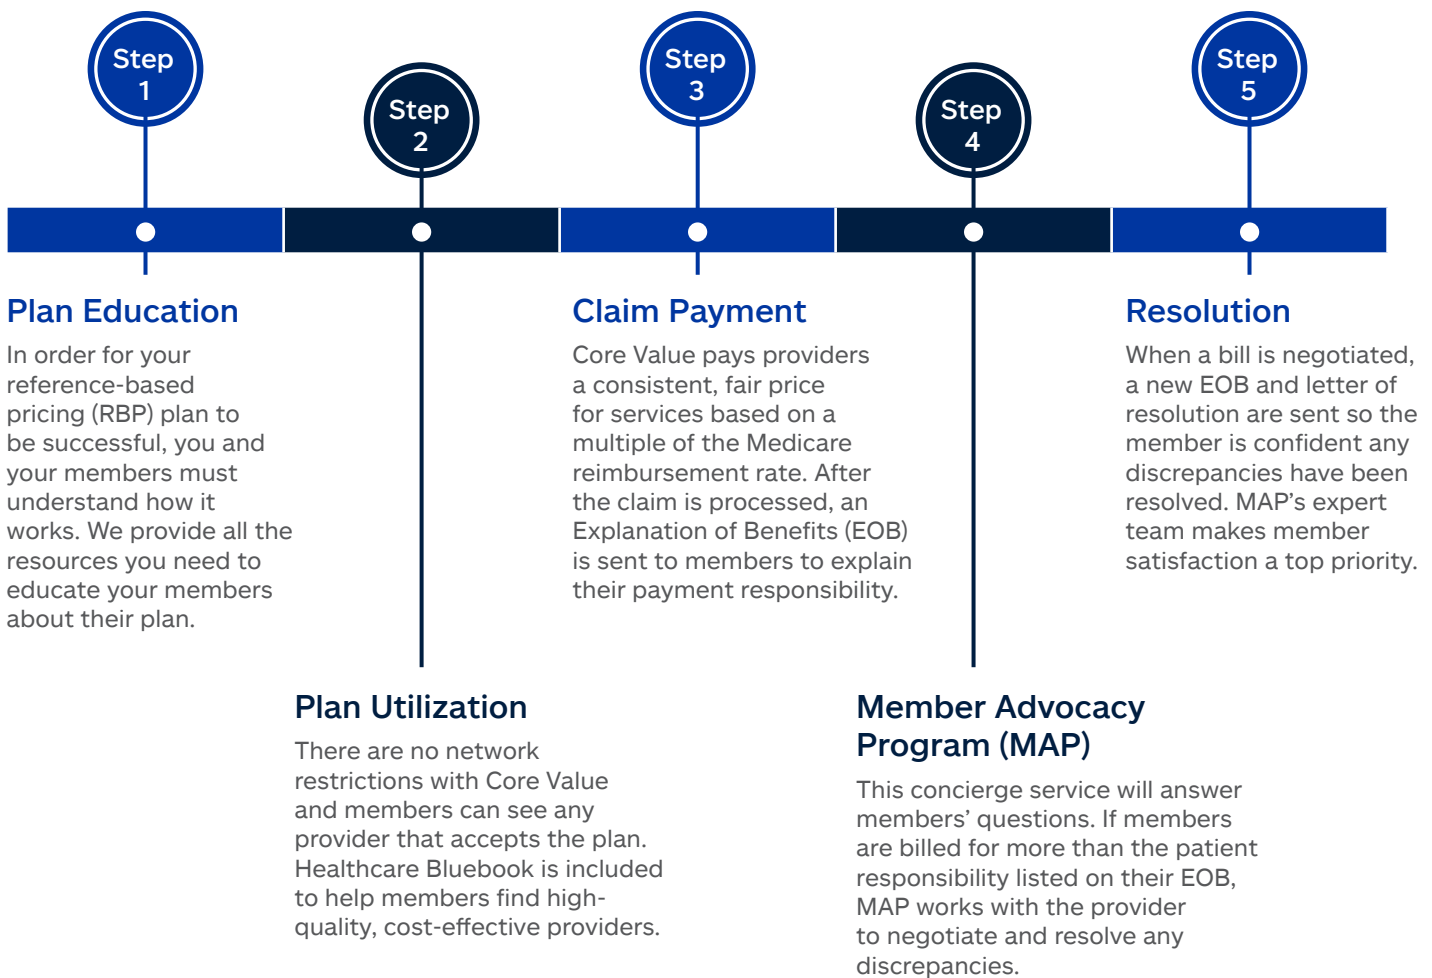 Step
1
Step
2
Step
3
Step
4
Step
5
Plan Education
In order for your
reference-based
pricing (RBP) plan to
be successful, you and
your members must
understand how it
works. We provide all the
resources you need to
educate your members
about their plan.
Plan Utilization
There are no network
restrictions with Core Value
and members can see any
provider that accepts the plan.
Healthcare Bluebook is included
to help members find high-
quality, cost-effective providers.
Claim Payment
Core Value pays providers
a consistent, fair price
for services based on a
multiple of the Medicare
reimbursement rate. After
the claim is processed, an
Explanation of Benefits (EOB)
is sent to members to explain
their payment responsibility.
Member Advocacy
Program (MAP)
This concierge service will answer
members’ questions. If members
are billed for more than the patient
responsibility listed on their EOB,
MAP works with the provider
to negotiate and resolve any
discrepancies.
Resolution
When a bill is negotiated,
a new EOB and letter of
resolution are sent so the
member is confident any
discrepancies have been
resolved. MAP’s expert
team makes member
satisfaction a top priority.